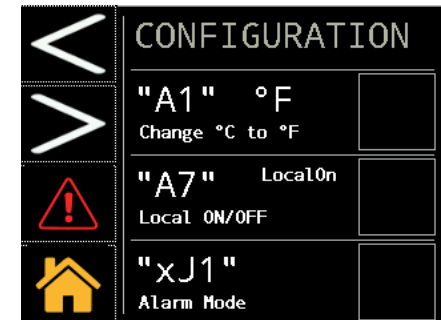 CONFIGURATION
"A1" °F
Change °C to °F
"A7" LocalOn
Local ON/OFF
"xJ1"
Alarm Mode